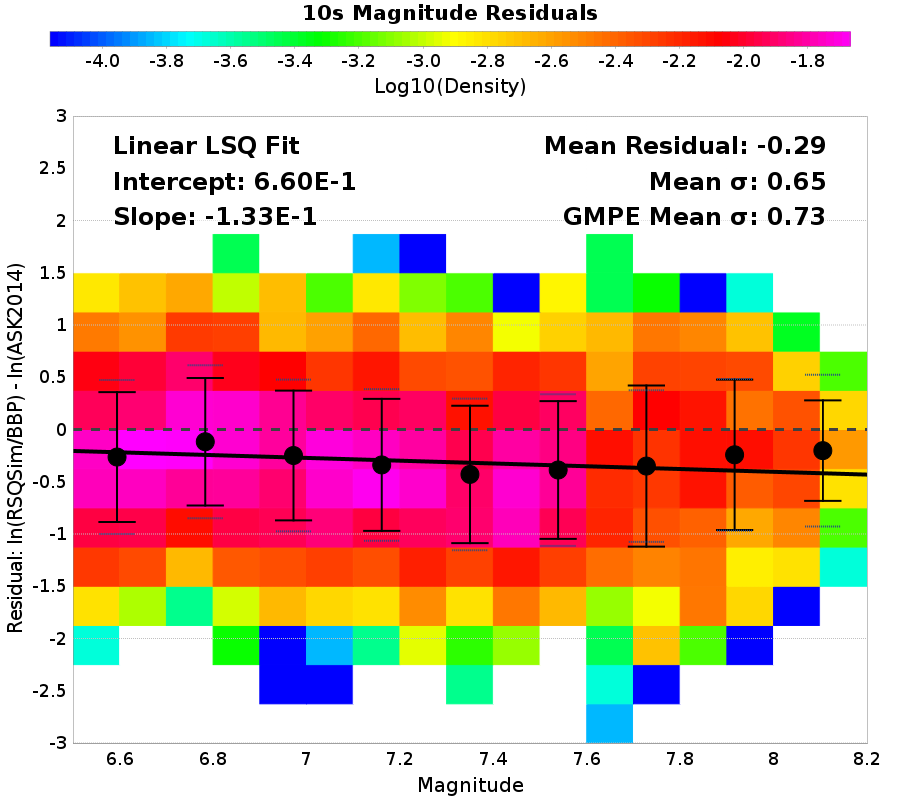 10s Magnitude Residuals
-4.0 -3.8 -3.6 -3.4 -3.2 -3.0 -2.8 -2.6 -2.4 -2.2 -2.0 -1.8
Log10(Density)
Linear LSQ Fit
Intercept: 6.60E-1
Slope: -1.33E-1
Mean Residual: -0.29
Mean σ: 0.65
GMPE Mean σ: 0.73
Residual: ln(RSQSim/BBP) - ln(ASK2014)
3
2.5
2
1.5
1
0.5
0
-0.5
-1
-1.5
-2
-2.5
-3
6.6 6.8 7 7.2 7.4 7.6 7.8 8 8.2
Magnitude